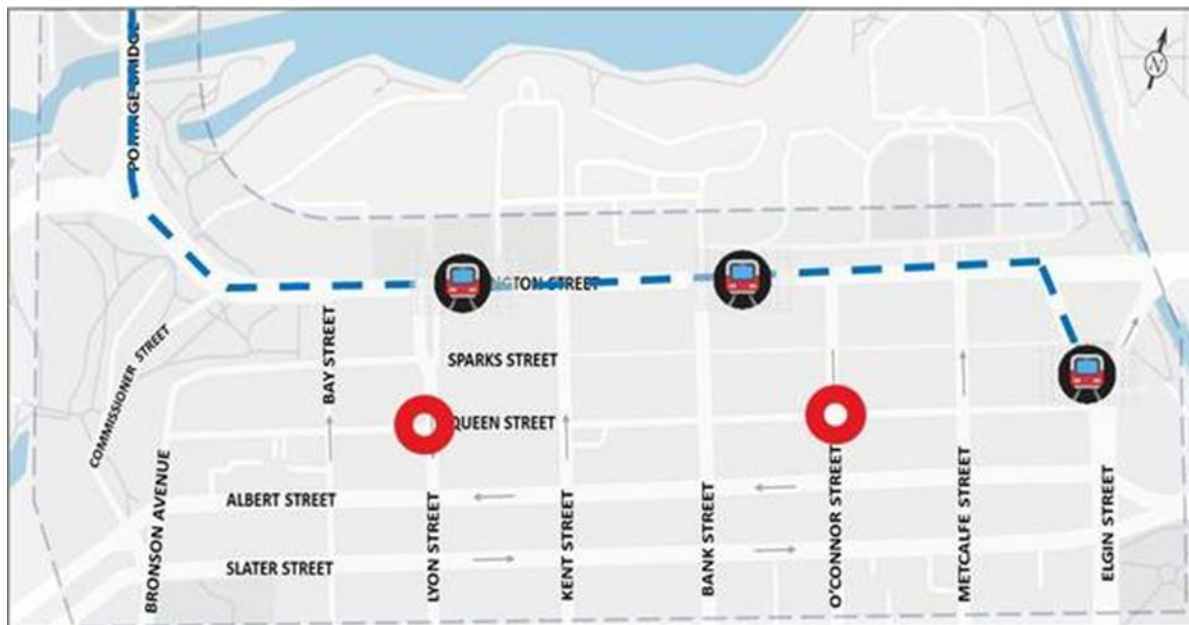 PORTAGE BRIDGE
N
NGTON STREET
COMMISSIONER STREET
BAY STREET
SPARKS STREET
QUEEN STREET
ALBERT STREET
SLATER STREET
BRONSON AVENUE
LYON STREET
KENT STREET
BANK STREET
O'CONNOR STREET
METCALFE STREET
ELGIN STREET